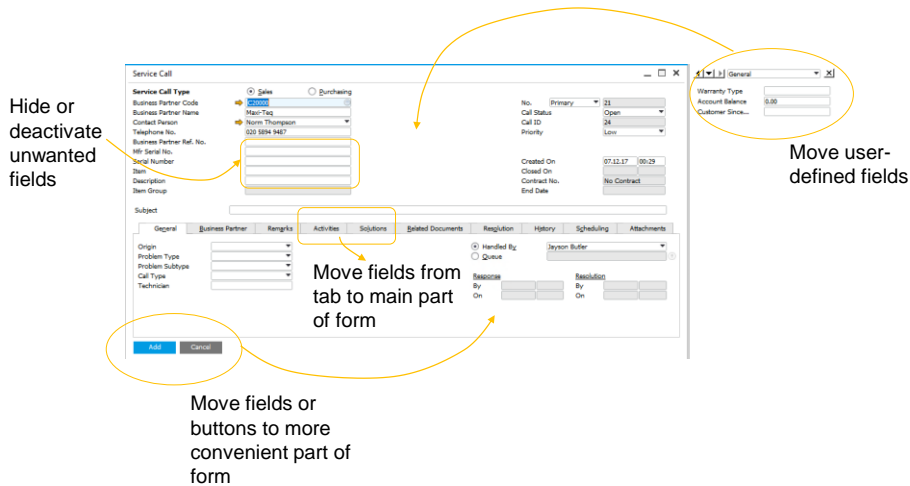 Service Call
Service Call Type Sales Purchasing
Business Partner Code C20000
Business Partner Name Maxi-Teq
Contact Person Norm Thompson
Telephone No. 020 5894 9487
Business Partner Ref. No.
Mfr Serial No.
Serial Number
Item
Description
Item Group
No. Primary 21
Call Status Open
Call ID 24
Priority Low
Created On 07.12.17 00:29
Closed On
Contract No. No Contract
End Date
Subject
General Business Partner Remarks Activities Solutions Related Documents Resolution History Scheduling Attachments
Origin
Problem Type
Problem Subtype
Call Type
Technician
Handled By Jayson Butler
Queue
Response Resolution
By By
On On
Add Cancel
General
Warranty Type
Account Balance 0.00
Customer Since...
Hide or
deactivate
unwanted
fields
Move user-
defined fields
Move fields from
tab to main part
of form
Move fields or
buttons to more
convenient part of
form